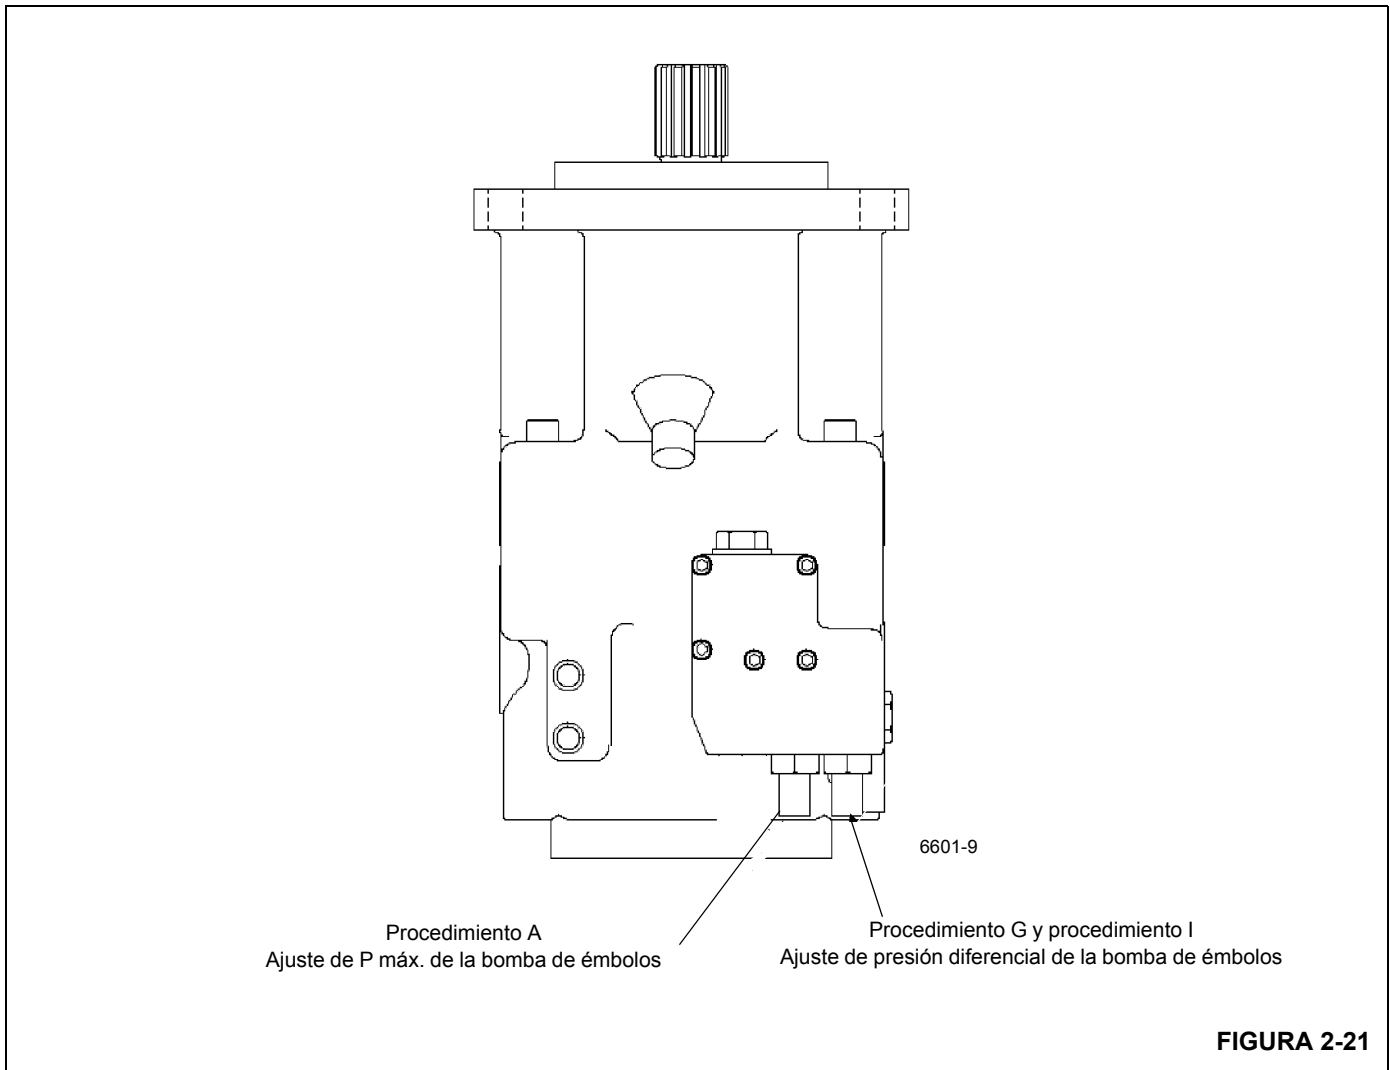 6601-9
Procedimiento A
Ajuste de P máx. de la bomba de émbolos
Procedimiento G y procedimiento I
Ajuste de presión diferencial de la bomba de émbolos
FIGURA 2-21